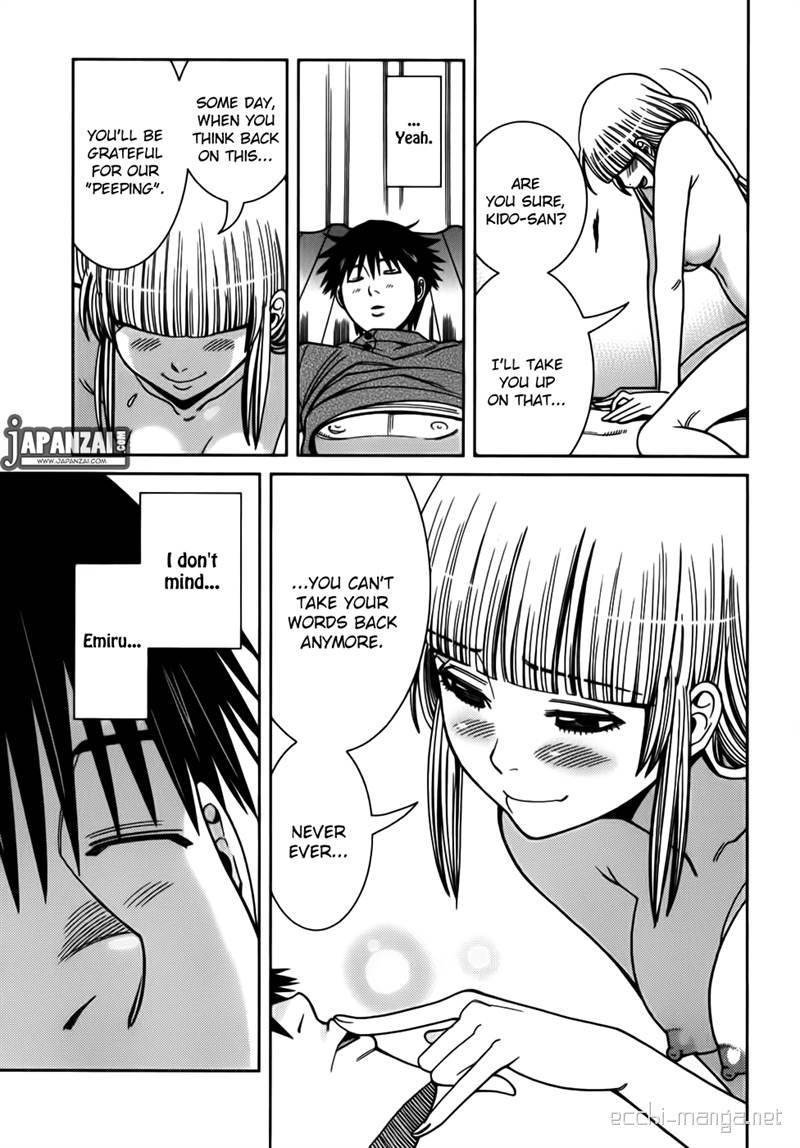 ARE
YOU SURE,
KIDO-SAN?
I'LL TAKE
YOU UP
ON THAT...
...
Yeah.
SOME DAY,
WHEN YOU
THINK BACK
ON THIS...
YOU'LL BE
GRATEFUL
FOR OUR
"PEEPING".
JAPANZAI.COM
WWW.JAPANZAI.COM
...YOU CAN'T
TAKE YOUR
WORDS BACK
ANYMORE.
NEVER
EVER...
I don't
mind...
Emiru...
ecchi-manga.net